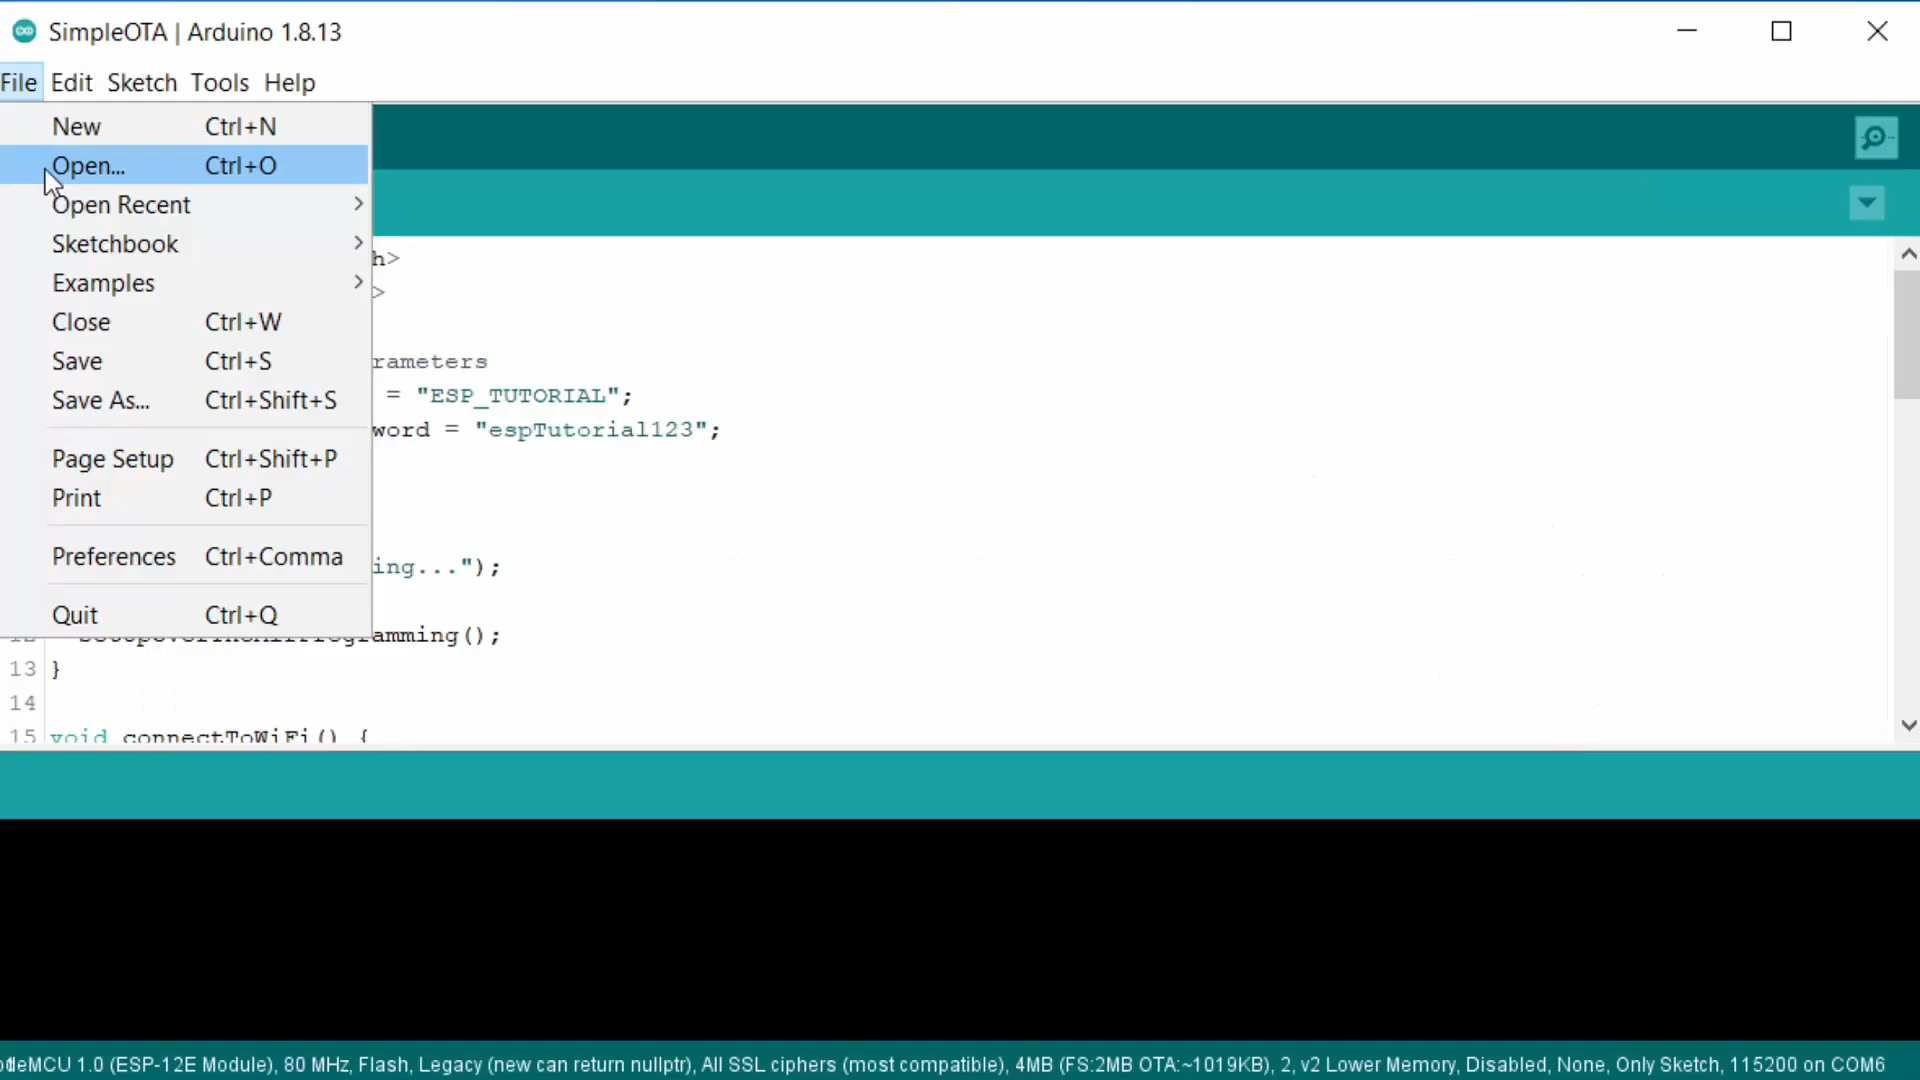 SimpleOTA | Arduino 1.8.13
File Edit Sketch Tools Help
New Ctrl+N
Open... Ctrl+O
Open Recent
Sketchbook
Examples
Close Ctrl+W
Save Ctrl+S
Save As... Ctrl+Shift+S
Page Setup Ctrl+Shift+P
Print Ctrl+P
Preferences Ctrl+Comma
Quit Ctrl+Q
h>
>
rameters
= "ESP_TUTORIAL";
word = "espTutorial123";
ing...");
amming();
13 }
14
15 void connectToWiFi() {
MCU 1.0 (ESP-12E Module), 80 MHz, Flash, Legacy (new can return nullptr), All SSL ciphers (most compatible), 4MB (FS:2MB OTA:~1019KB), 2, v2 Lower Memory, Disabled, None, Only Sketch, 115200 on COM6